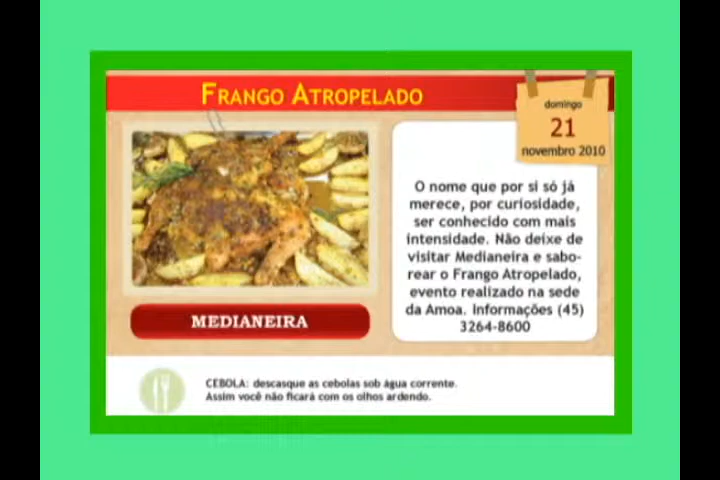 FRANGO ATROPELADO
domingo
21
novembro 2010
O nome que por si só já
merece, por curiosidade,
ser conhecido com mais
intensidade. Não deixe de
visitar Medianeira e sabo-
rear o Frango Atropelado,
evento realizado na sede
da Amoa. Informações (45)
3264-8600
MEDIANEIRA
CEBOLA: descasque as cebolas sob água corrente.
Assim você não ficará com os olhos ardendo.